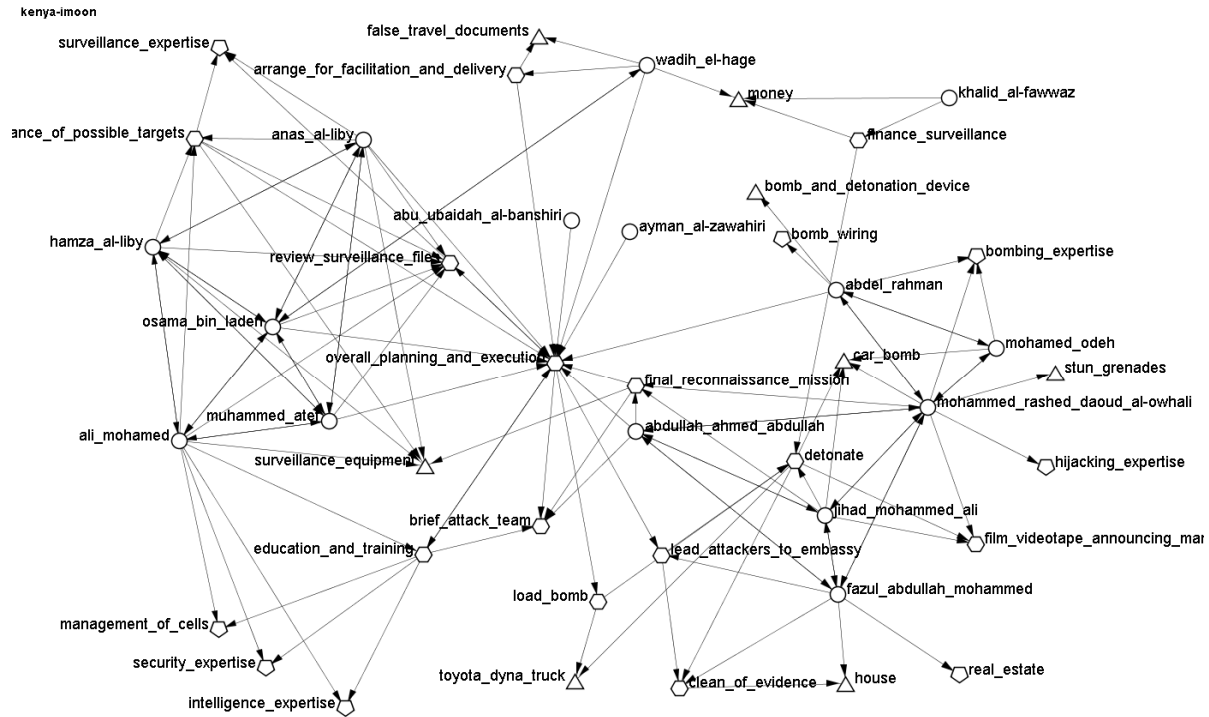 kenya-imoon
false_travel_documents
surveillance_expertise
wadih_el-hage
arrange_for_facilitation_and_delivery
money
khalid_al-fawwaz
ance_of_possible_targets
anas_al-liby
finance_surveillance
bomb_and_detonation_device
abu_ubaidah_al-banshiri
ayman_al-zawahiri
bomb_wiring
hamza_al-liby
review_surveillance_files
bombing_expertise
abdel_rahman
osama_bin_laden
overall_planning_and_execution
car_bomb
mohamed_odeh
stun_grenades
final_reconnaissance_mission
mohammed_rashed_daoud_al-owhali
muhammed_atef
abdullah_ahmed_abdullah
ali_mohamed
surveillance_equipment
detonate
hijacking_expertise
jihad_mohammed_ali
brief_attack_team
education_and_training
lead_attackers_to_embassy
film_videotape_announcing_mar
load_bomb
fazul_abdullah_mohammed
management_of_cells
security_expertise
toyota_dyna_truck
clean_of_evidence
house
real_estate
intelligence_expertise